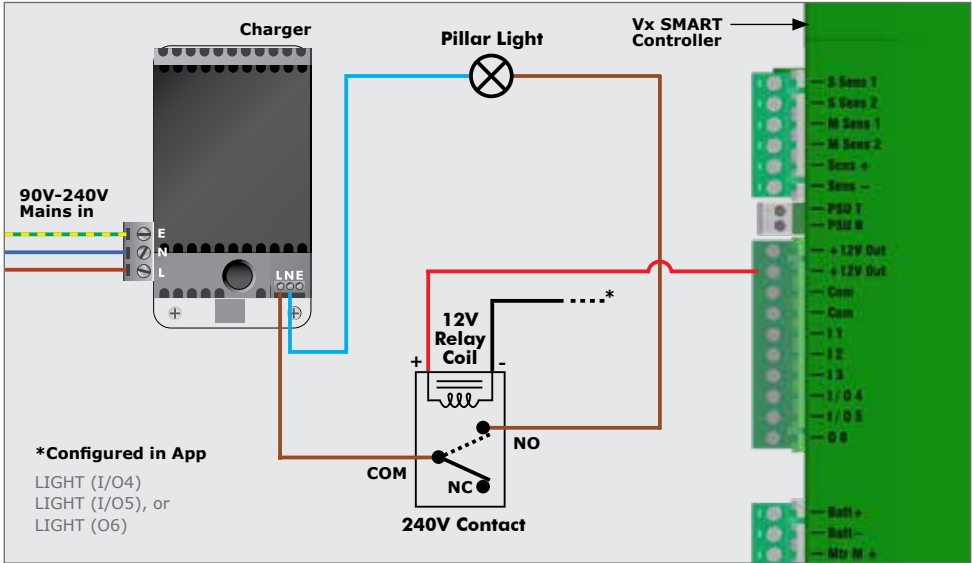 Charger
Pillar Light
Vx SMART
Controller
S Sens 1
S Sens 2
M Sens 1
M Sens 2
Sens +
Sens −
PSU T
PSU R
+12V Out
+12V Out
Com
Com
I 1
I 2
I 3
I / O 4
I / O 5
Batt+
Batt−
Mtr M +
90V–240V
Mains in
E
N
L
LNE
*
12V
Relay
Coil
+
-
NO
COM
NC
240V Contact
*Configured in App
LIGHT (I/O4)
LIGHT (I/O5), or
LIGHT (O6)